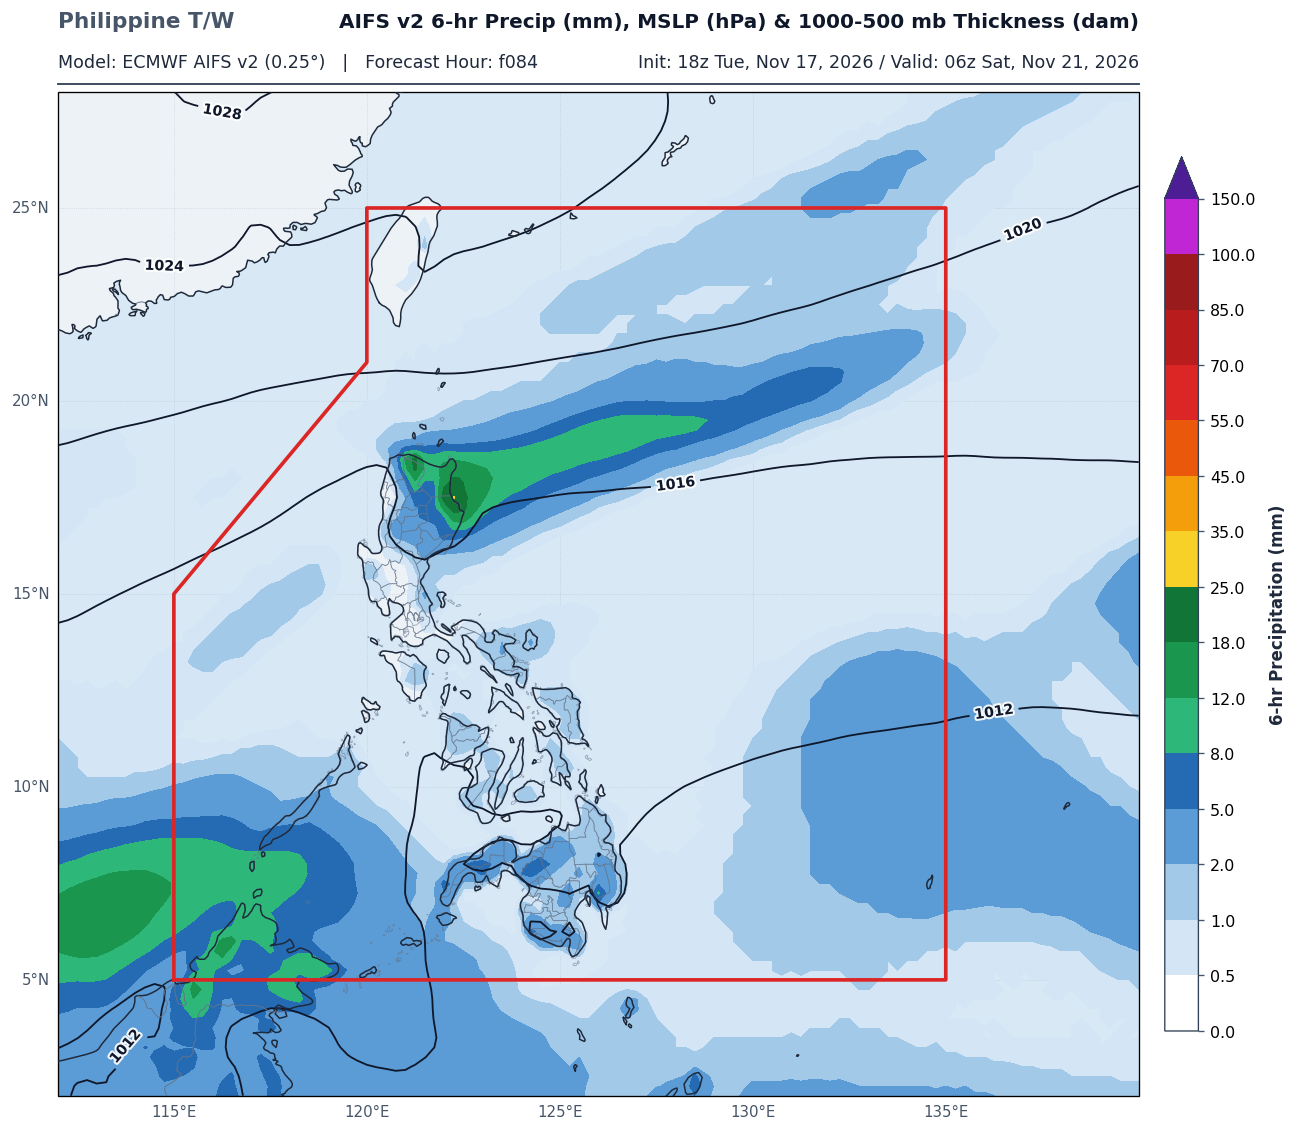 Philippine T/W
AIFS v2 6-hr Precip (mm), MSLP (hPa) & 1000-500 mb Thickness (dam)
Model: ECMWF AIFS v2 (0.25°) | Forecast Hour: f084
Init: 18z Tue, Nov 17, 2026 / Valid: 06z Sat, Nov 21, 2026
1028
1024
1020
1016
1012
1012
25°N
20°N
15°N
10°N
5°N
115°E
120°E
125°E
130°E
135°E
150.0
100.0
85.0
70.0
55.0
45.0
35.0
25.0
18.0
12.0
8.0
5.0
2.0
1.0
0.5
0.0
6-hr Precipitation (mm)